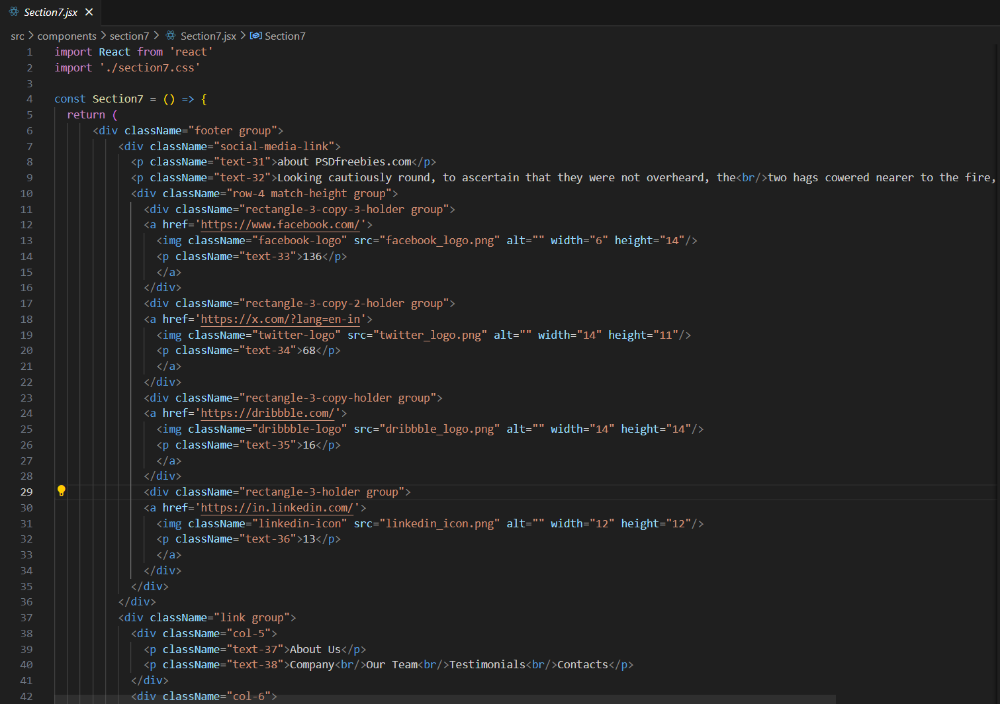 Section7.jsx
src > components > section7 > Section7.jsx > Section7
1 import React from 'react'
2 import './section7.css'
3
4 const Section7 = () => {
5 return (
6 <div className="footer group">
7 <div className="social-media-link">
8 <p className="text-31">about PSDfreebies.com</p>
9 <p className="text-32">Looking cautiously round, to ascertain that they were not overheard, the<br/>two hags cowered nearer to the fire,
10 <div className="row-4 match-height group">
11 <div className="rectangle-3-copy-3-holder group">
12 <a href='https://www.facebook.com/'>
13 <img className="facebook-logo" src="facebook_logo.png" alt="" width="6" height="14"/>
14 <p className="text-33">136</p>
15 </a>
16 </div>
17 <div className="rectangle-3-copy-2-holder group">
18 <a href='https://x.com/?lang=en-in'>
19 <img className="twitter-logo" src="twitter_logo.png" alt="" width="14" height="11"/>
20 <p className="text-34">68</p>
21 </a>
22 </div>
23 <div className="rectangle-3-copy-holder group">
24 <a href='https://dribbble.com/'>
25 <img className="dribbble-logo" src="dribbble_logo.png" alt="" width="14" height="14"/>
26 <p className="text-35">16</p>
27 </a>
28 </div>
29 <div className="rectangle-3-holder group">
30 <a href='https://in.linkedin.com/'>
31 <img className="linkedin-icon" src="linkedin_icon.png" alt="" width="12" height="12"/>
32 <p className="text-36">13</p>
33 </a>
34 </div>
35 </div>
36 </div>
37 <div className="link group">
38 <div className="col-5">
39 <p className="text-37">About Us</p>
40 <p className="text-38">Company<br/>Our Team<br/>Testimonials<br/>Contacts</p>
41 </div>
42 <div className="col-6">